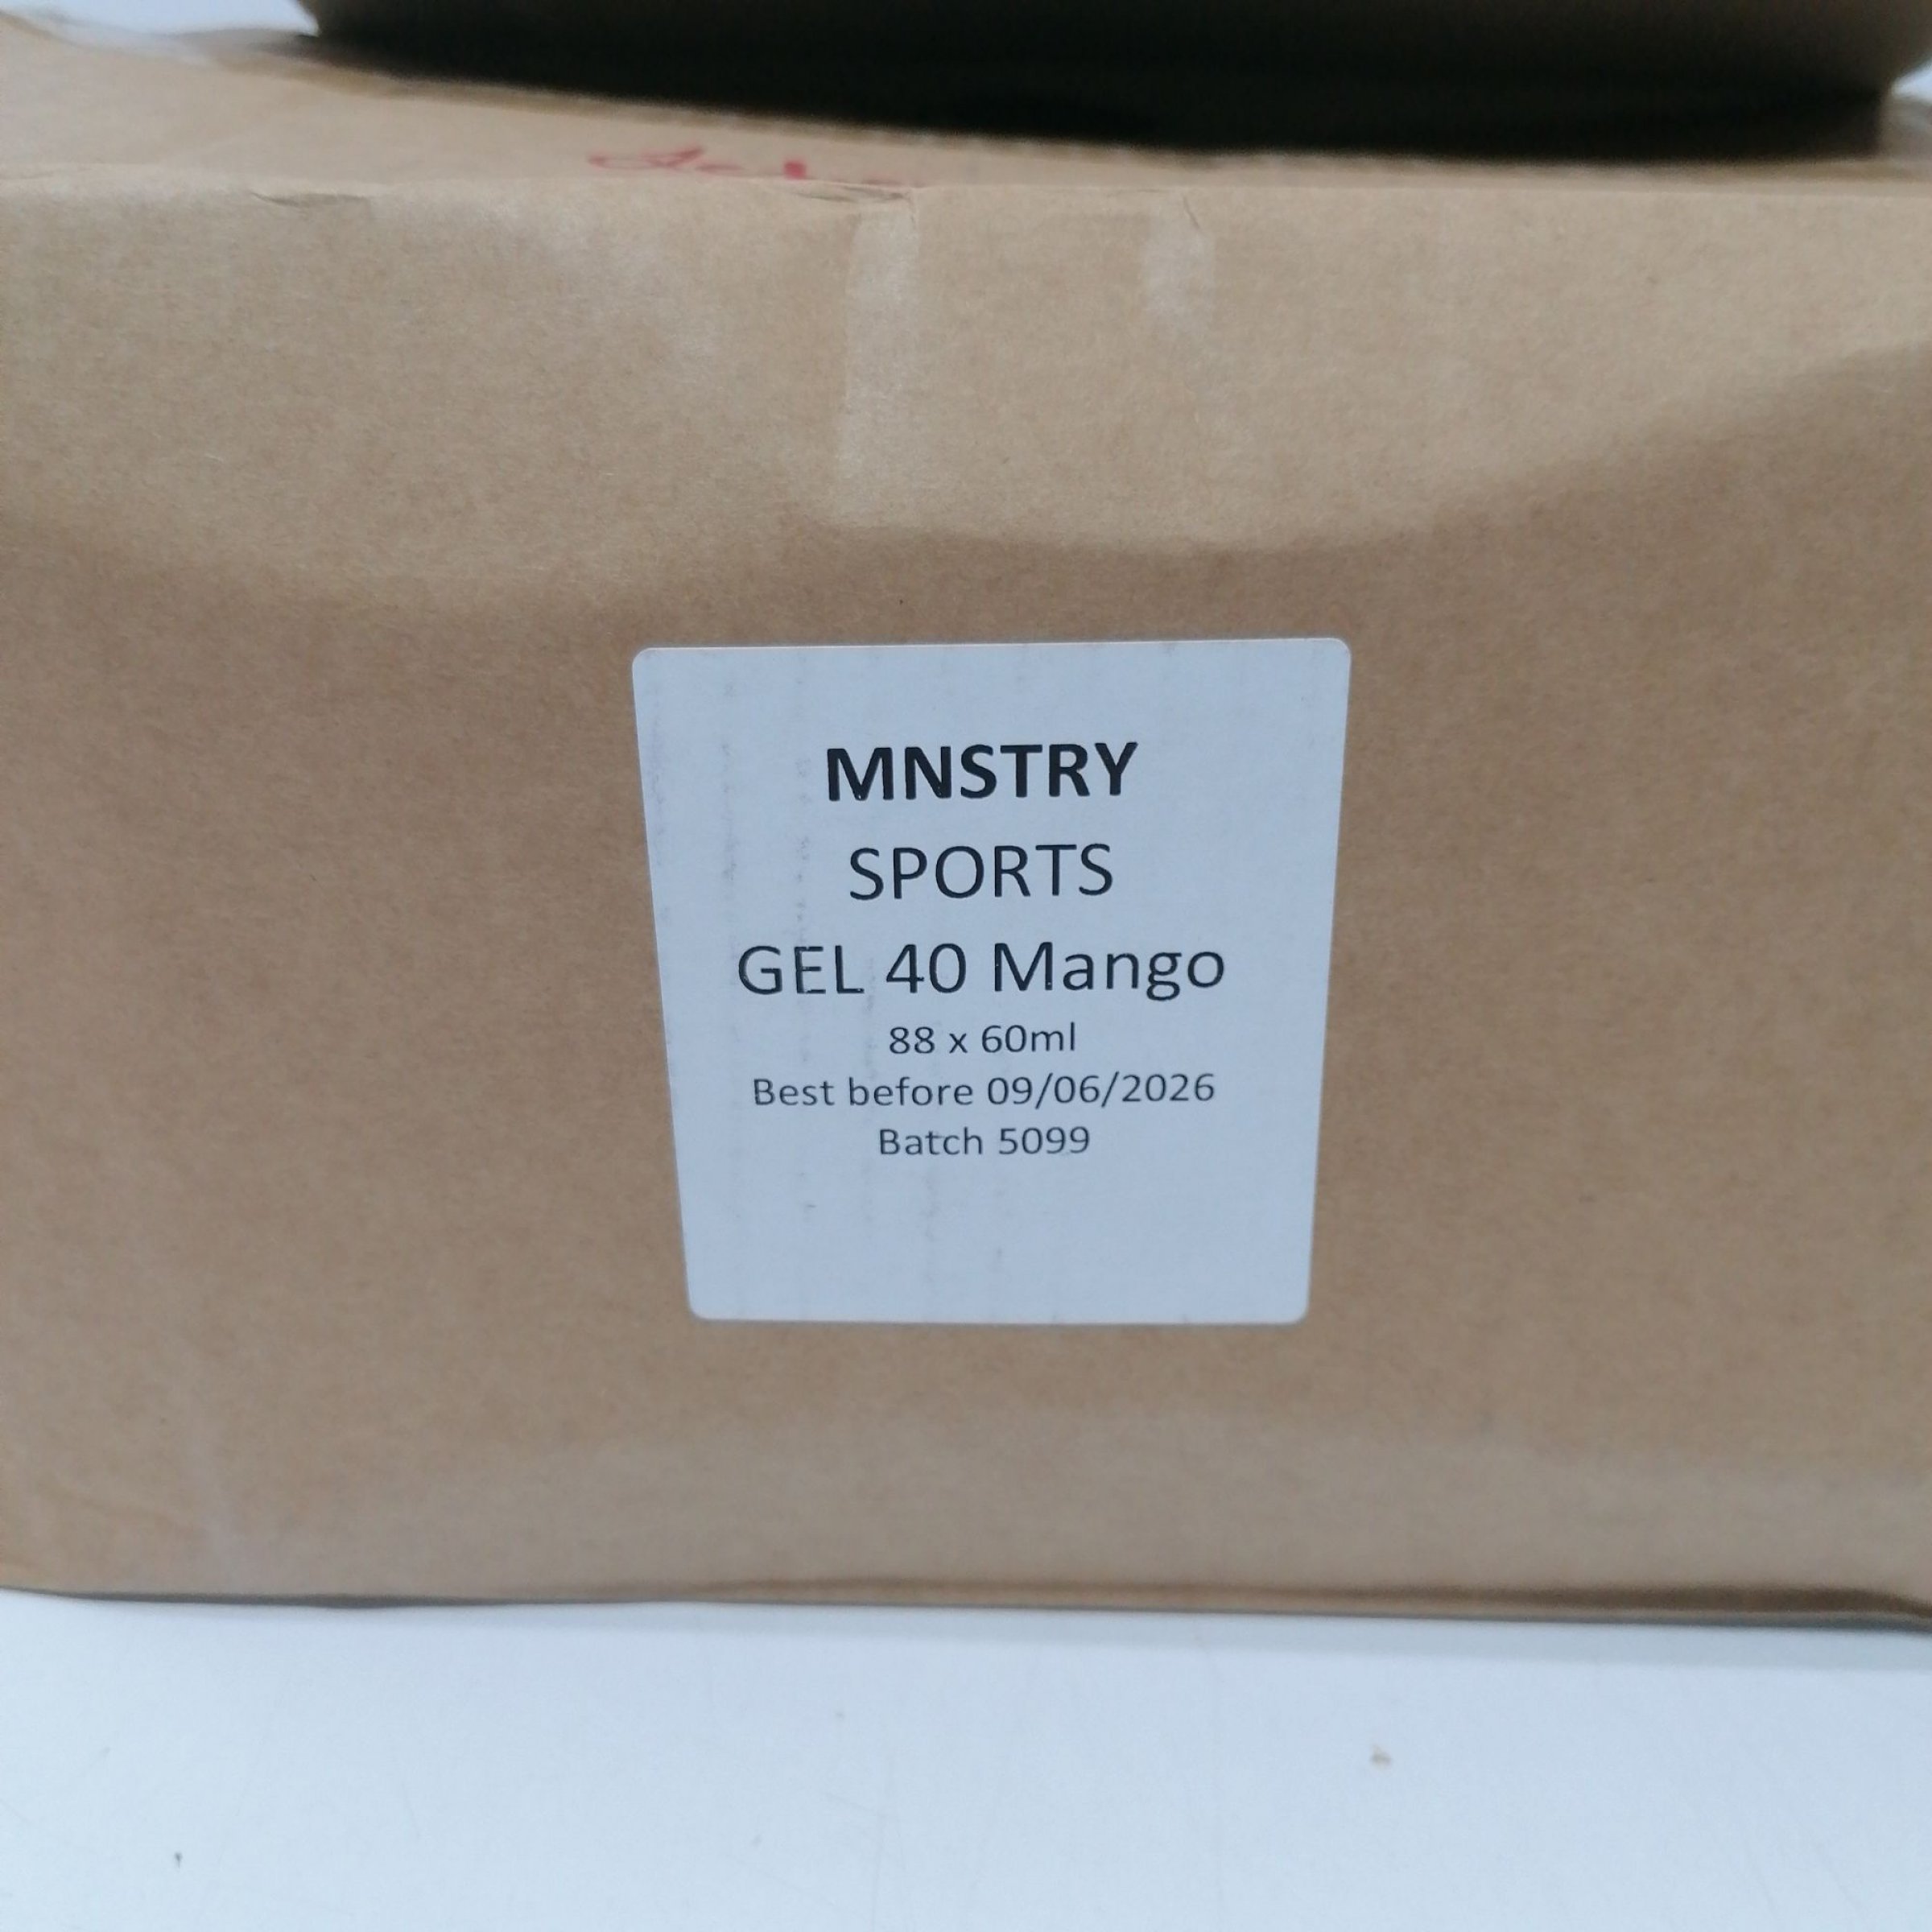 MNSTRY
SPORTS
GEL 40 Mango
88 x 60ml
Best before 09/06/2026
Batch 5099